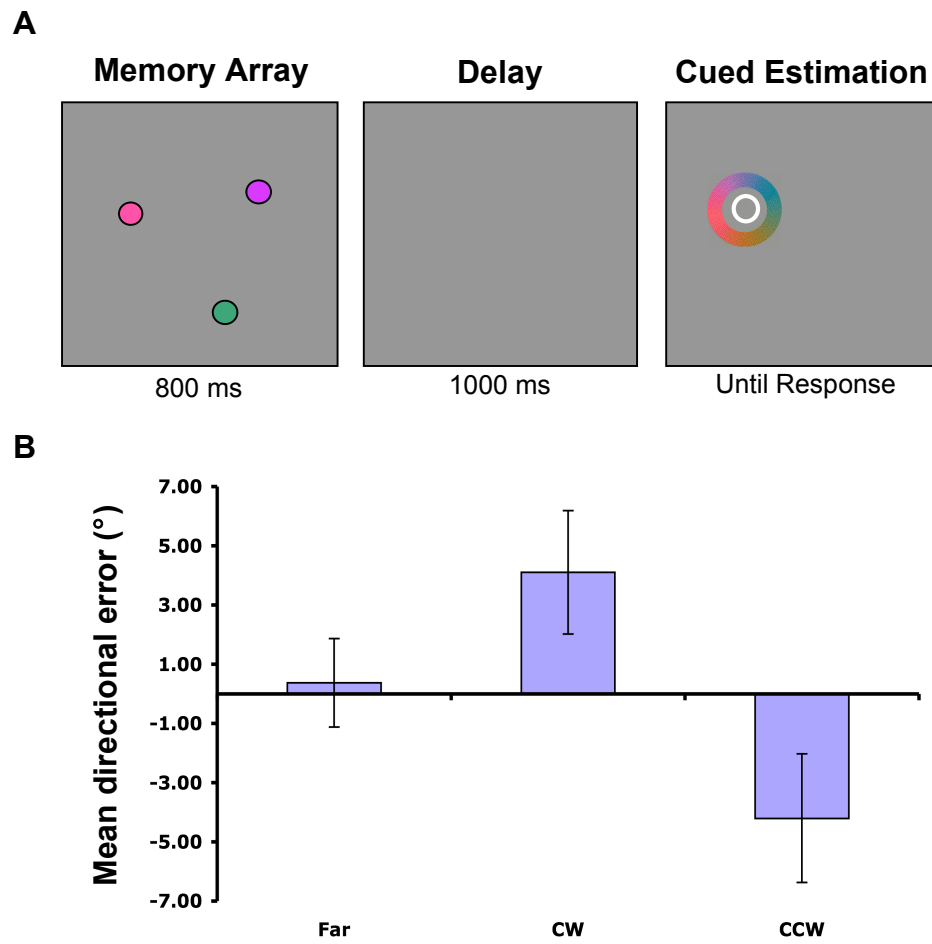 A
Memory Array
Delay
Cued Estimation
800 ms
1000 ms
Until Response
B
Mean directional error (°)
7.00
5.00
3.00
1.00
-1.00
-3.00
-5.00
-7.00
Far
CW
CCW